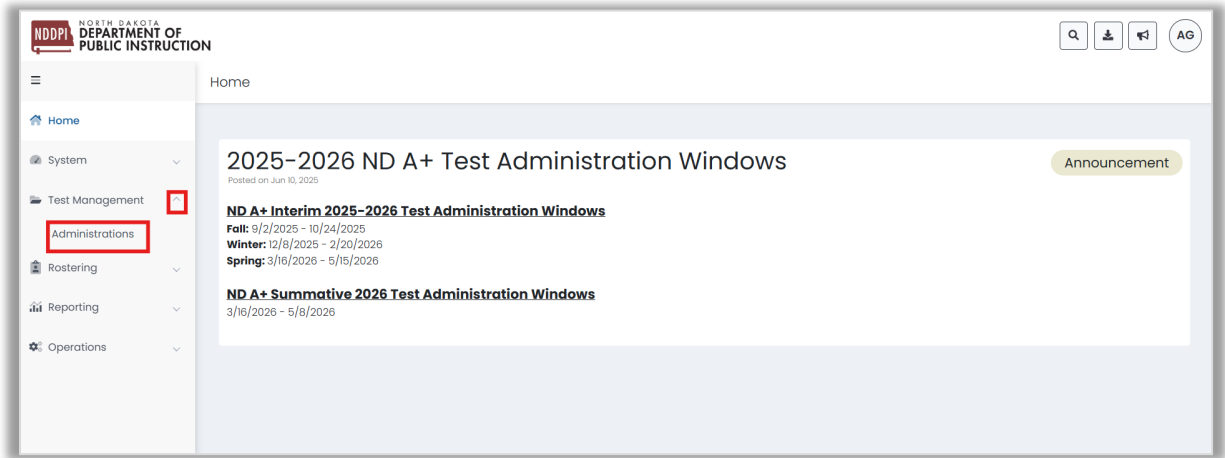 NDDPI
NORTH DAKOTA
DEPARTMENT OF
PUBLIC INSTRUCTION
AG
Home
Home
System
Test Management
Administrations
Rostering
Reporting
Operations
2025-2026 ND A+ Test Administration Windows
Announcement
Posted on Jun 10, 2025
ND A+ Interim 2025-2026 Test Administration Windows
Fall: 9/2/2025 - 10/24/2025
Winter: 12/8/2025 - 2/20/2026
Spring: 3/16/2026 - 5/15/2026
ND A+ Summative 2026 Test Administration Windows
3/16/2026 - 5/8/2026